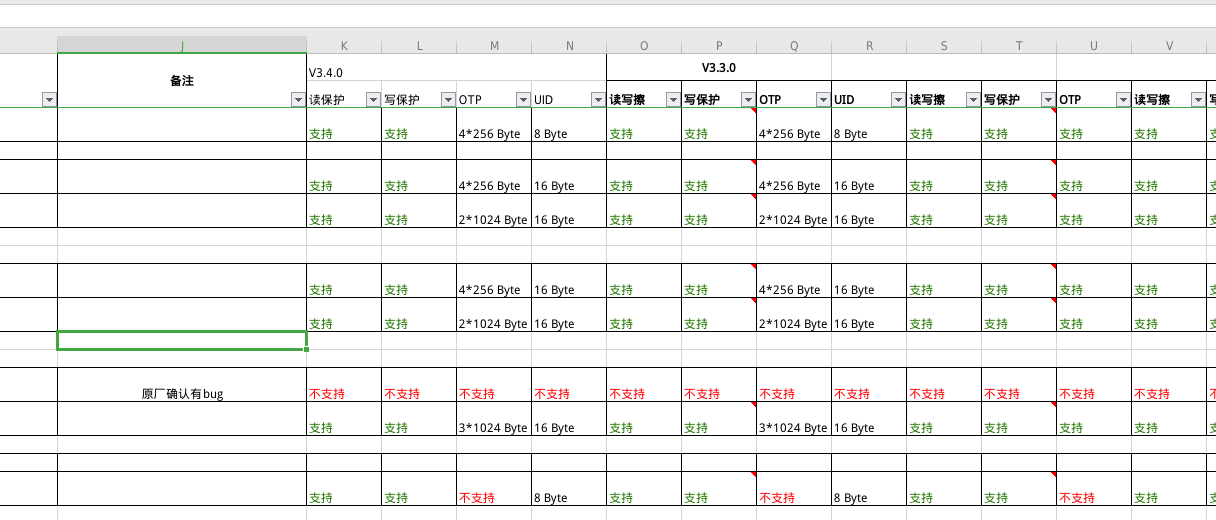 J K L M N O P Q R S T U V
备注 V3.4.0 V3.3.0
读保护 写保护 OTP UID 读写擦 写保护 OTP UID 读写擦 写保护 OTP 读写擦
支持 支持 4*256 Byte 8 Byte 支持 支持 4*256 Byte 8 Byte 支持 支持 支持 支持
支持 支持 4*256 Byte 16 Byte 支持 支持 4*256 Byte 16 Byte 支持 支持 支持 支持
支持 支持 2*1024 Byte 16 Byte 支持 支持 2*1024 Byte 16 Byte 支持 支持 支持 支持
支持 支持 4*256 Byte 16 Byte 支持 支持 4*256 Byte 16 Byte 支持 支持 支持 支持
支持 支持 2*1024 Byte 16 Byte 支持 支持 2*1024 Byte 16 Byte 支持 支持 支持 支持
原厂确认有bug 不支持 不支持 不支持 不支持 不支持 不支持 不支持 不支持 不支持 不支持 不支持 不支持
支持 支持 3*1024 Byte 16 Byte 支持 支持 3*1024 Byte 16 Byte 支持 支持 支持 支持
支持 支持 不支持 8 Byte 支持 支持 不支持 8 Byte 支持 支持 不支持 支持